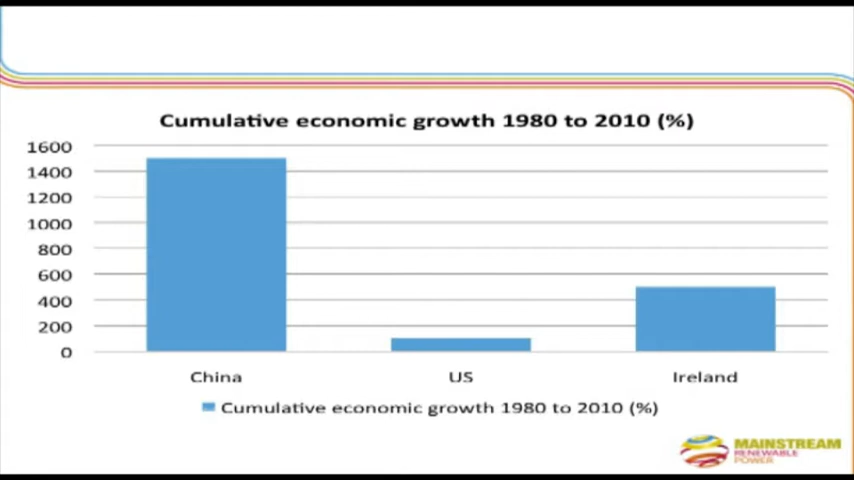 Cumulative economic growth 1980 to 2010 (%)
1600
1400
1200
1000
800
600
400
200
0
China US Ireland
Cumulative economic growth 1980 to 2010 (%)
MAINSTREAM
RENEWABLE
POWER